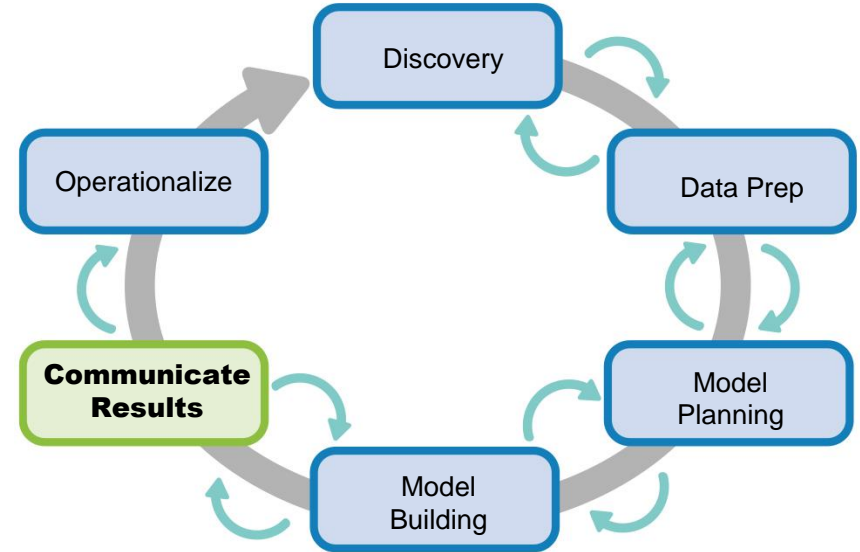 Discovery
Data Prep
Model
Planning
Model
Building
Communicate
Results
Operationalize